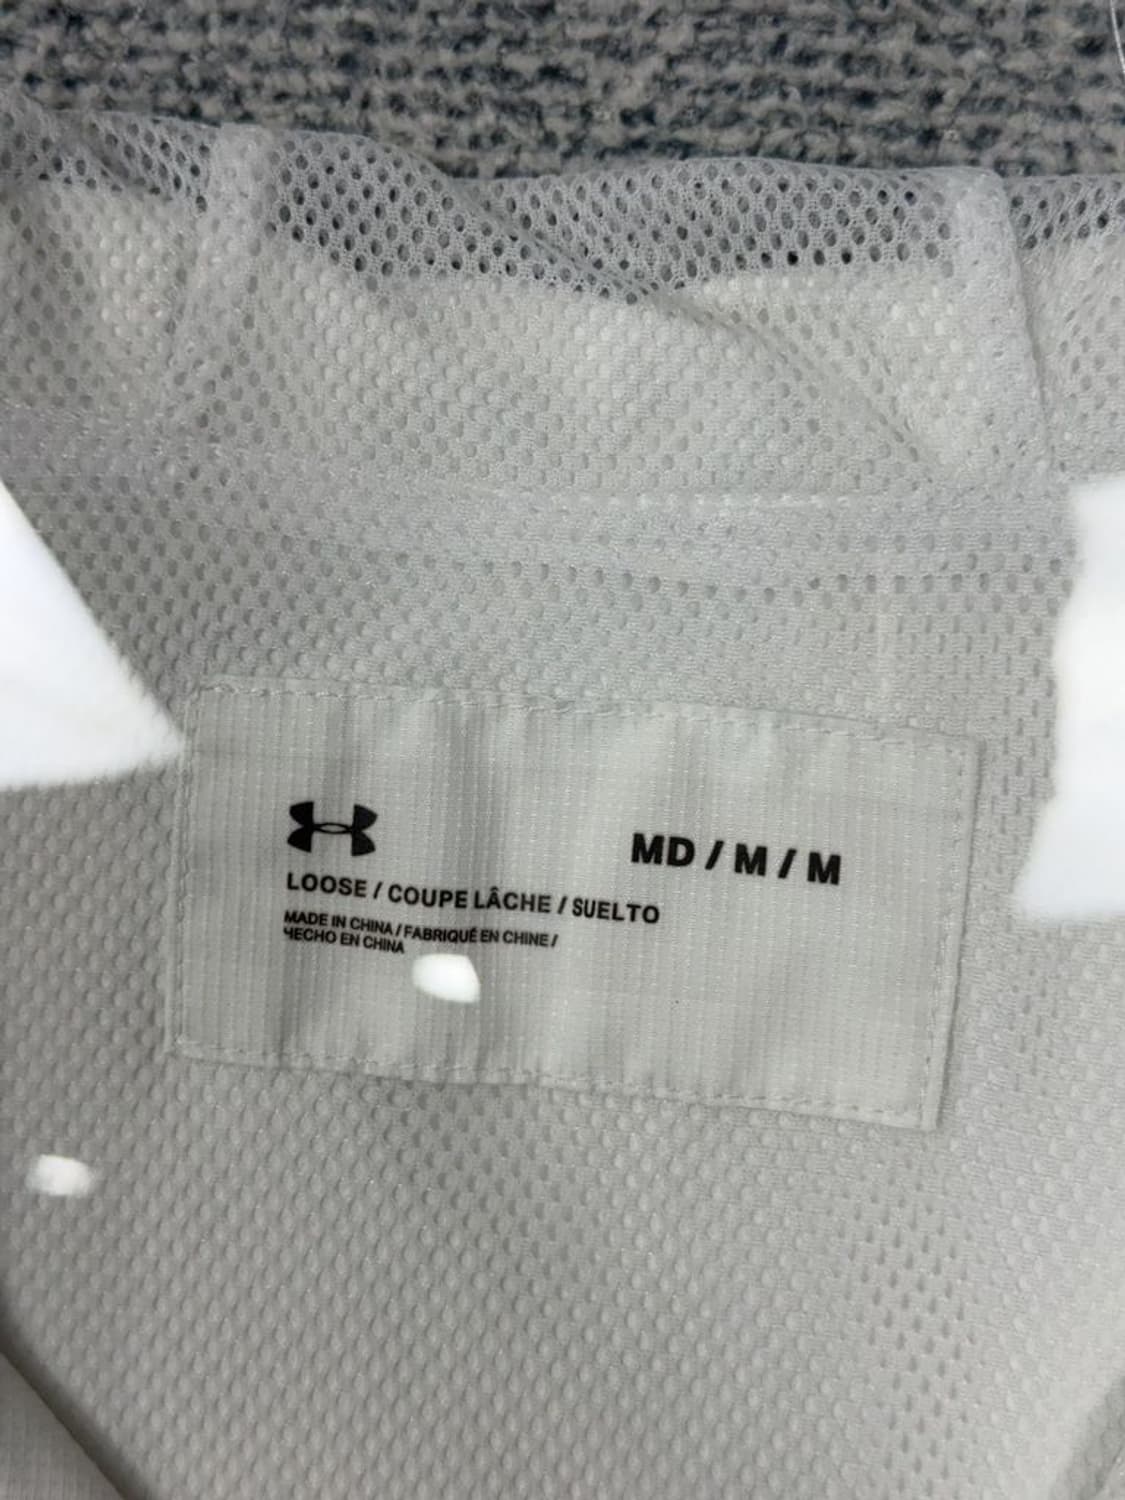 MD / M / M
LOOSE / COUPE LÂCHE / SUELTO
MADE IN CHINA / FABRIQUÉ EN CHINE /
HECHO EN CHINA